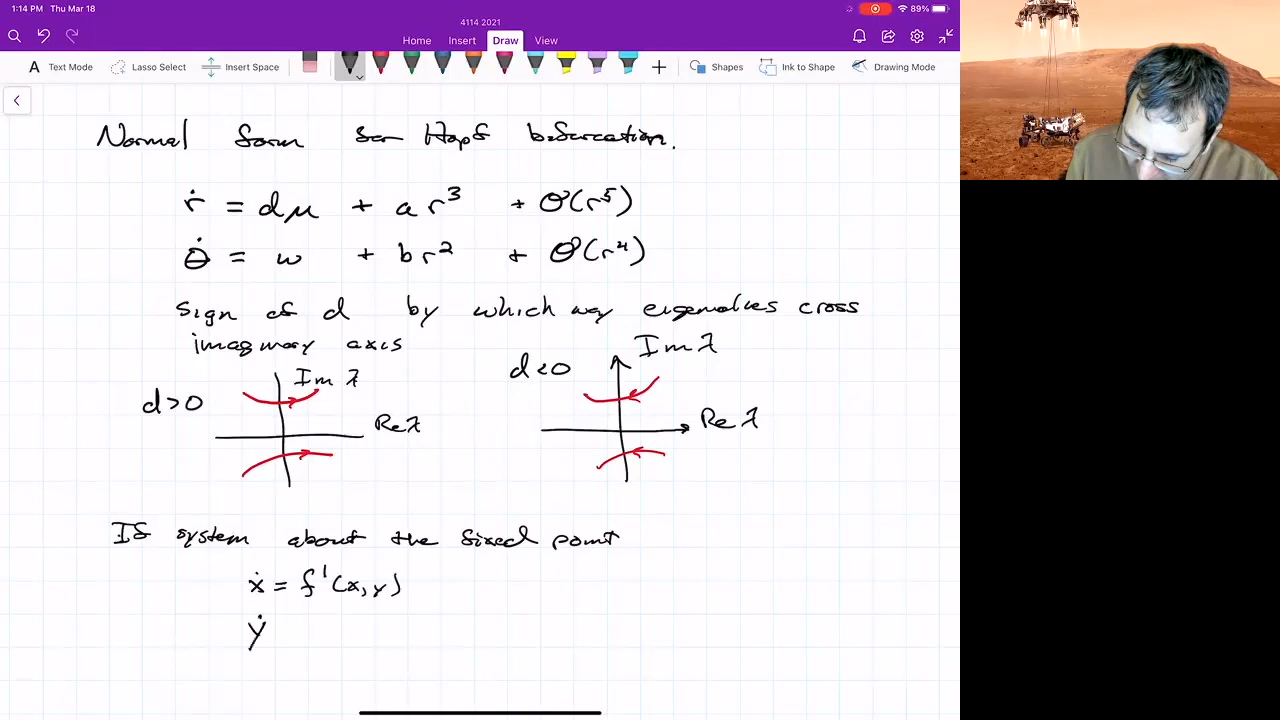 1:14 PM Thu Mar 18
89%
4114 2021
Home Insert Draw View
Text Mode Lasso Select Insert Space Shapes Ink to Shape Drawing Mode
Normal form for Hopf bifurcation.
ṙ = dμ + ar³ + O(r⁵)
θ̇ = ω + br² + O(r⁴)
sign of d by which way eigenvalues cross
imaginary axis
d>0 Im λ Re λ
d<0 Im λ Re λ
If system about the fixed point
ẋ = f¹(x,y)
ẏ